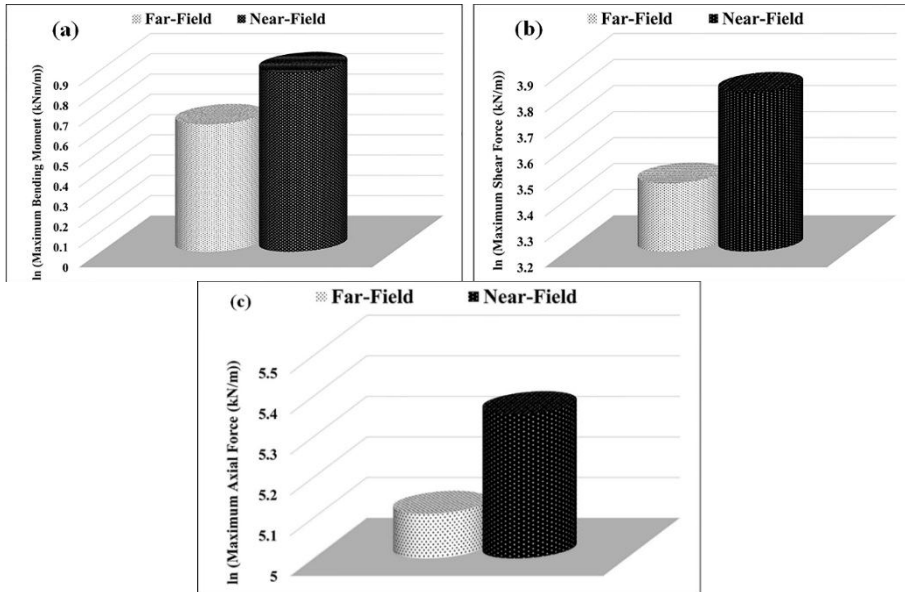 (a)
Far-Field Near-Field
ln (Maximum Bending Moment (kNm/m))
0.9
0.8
0.7
0.6
0.5
0.4
0.3
0.2
0.1
0
(b)
Far-Field Near-Field
ln (Maximum Shear Force (kN/m))
3.9
3.9
3.8
3.7
3.6
3.5
3.4
3.3
3.2
(c)
Far-Field Near-Field
ln (Maximum Axial Force (kN/m))
5.5
5.4
5.3
5.2
5.1
5